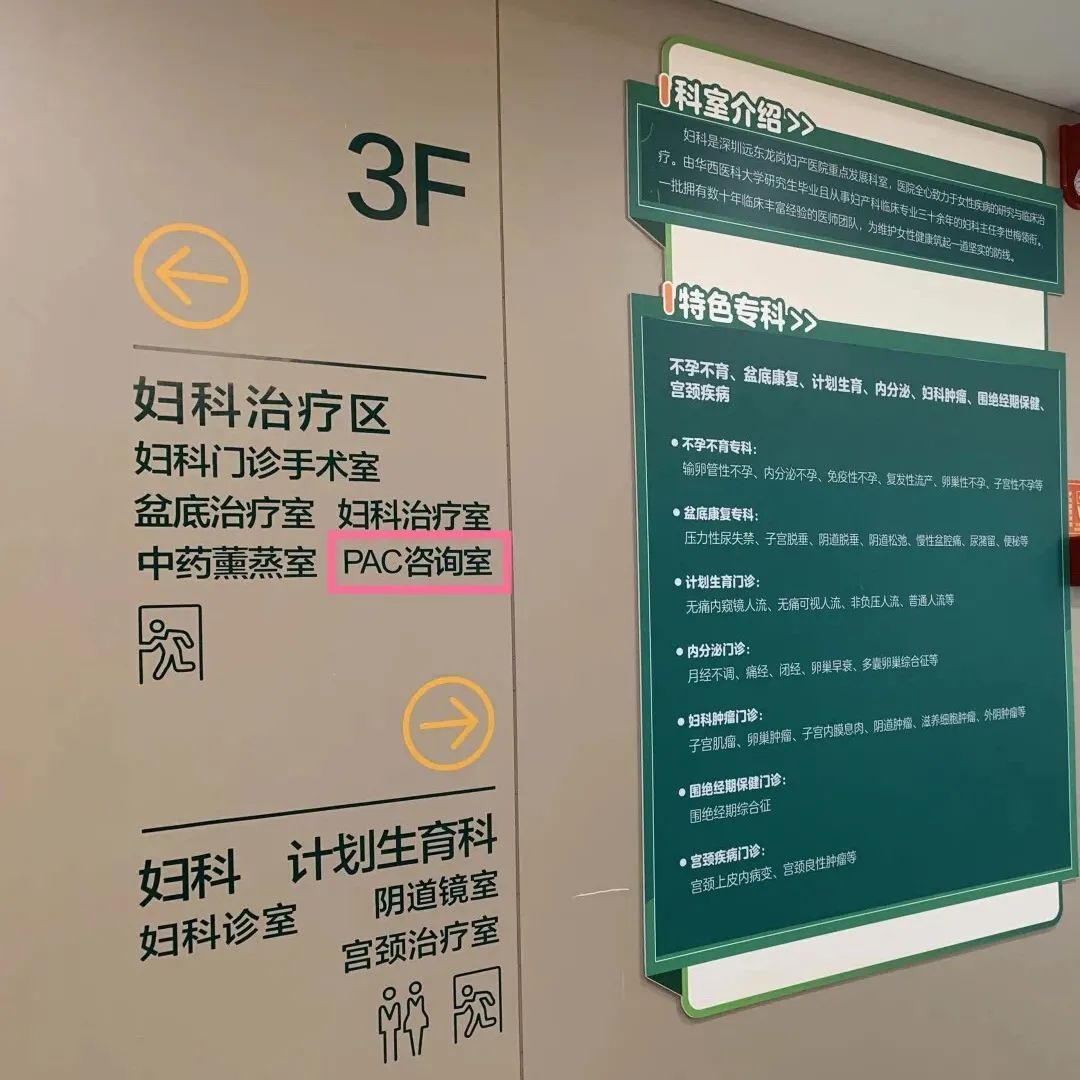 3F
妇科治疗区
妇科门诊手术室
盆底治疗室 妇科治疗室
中药薰蒸室 PAC咨询室
妇科 计划生育科
妇科诊室 阴道镜室
宫颈治疗室
科室介绍>>
妇科是深圳远东龙岗妇产医院重点发展科室，医院全心致力于女性疾病的研究与临床治
疗。由华西医科大学研究生毕业且从事妇产科临床专业三十余年的妇科主任李世梅领衔，
一批拥有数十年临床丰富经验的医师团队，为维护女性健康筑起一道坚实的防线。
特色专科>>
不孕不育、盆底康复、计划生育、内分泌、妇科肿瘤、围绝经期保健、
宫颈疾病
●不孕不育专科：
输卵管性不孕、内分泌不孕、免疫性不孕、复发性流产、卵巢性不孕、子宫性不孕等
●盆底康复专科：
压力性尿失禁、子宫脱垂、阴道脱垂、阴道松弛、慢性盆腔痛、尿潴留、便秘等
●计划生育门诊：
无痛内窥镜人流、无痛可视人流、非负压人流、普通人流等
●内分泌门诊：
月经不调、痛经、闭经、卵巢早衰、多囊卵巢综合征等
●妇科肿瘤门诊：
子宫肌瘤、卵巢肿瘤、子宫内膜息肉、阴道肿瘤、滋养细胞肿瘤、外阴肿瘤等
●围绝经期保健门诊：
围绝经期综合征
●宫颈疾病门诊：
宫颈上皮内病变、宫颈良性肿瘤等